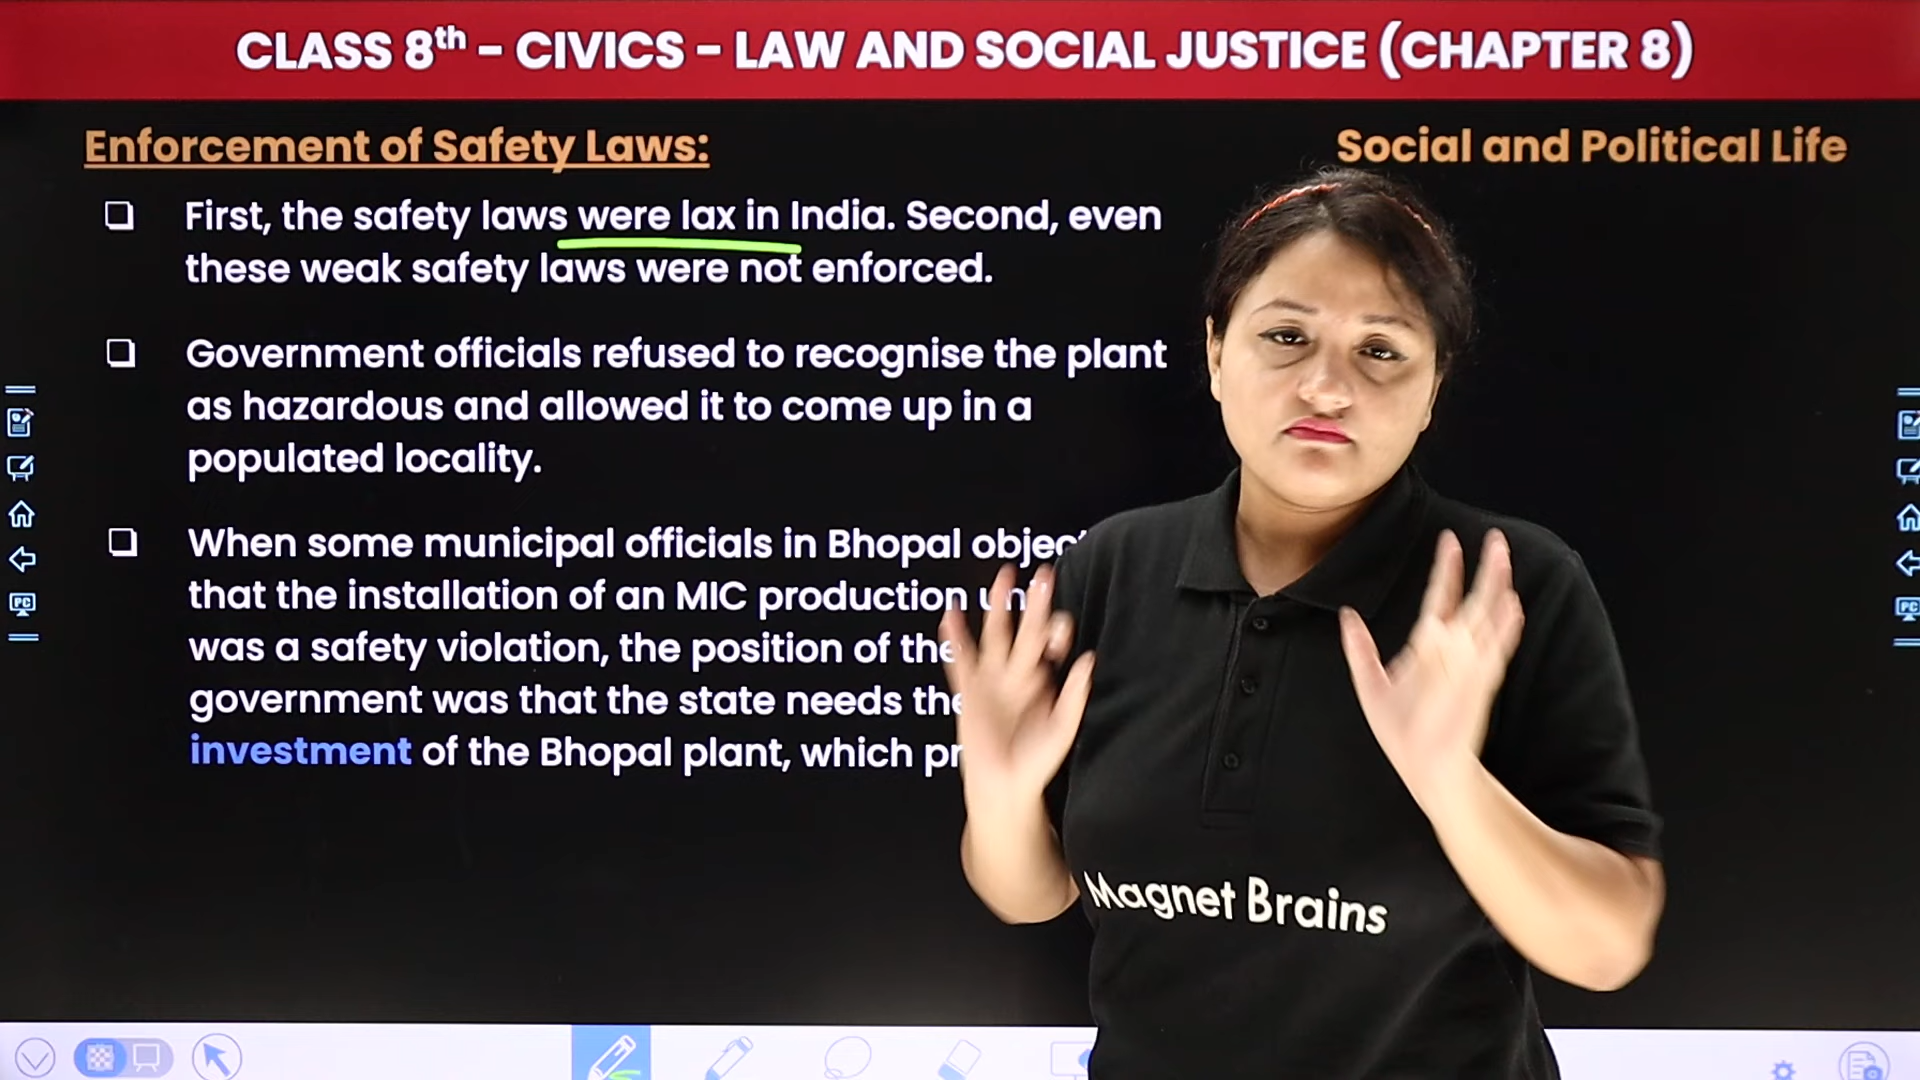 CLASS 8th - CIVICS - LAW AND SOCIAL JUSTICE (CHAPTER 8)
Enforcement of Safety Laws:
Social and Political Life
First, the safety laws were lax in India. Second, even
these weak safety laws were not enforced.
Government officials refused to recognise the plant
as hazardous and allowed it to come up in a
populated locality.
When some municipal officials in Bhopal
that the installation of an MIC production
was a safety violation, the position of the
government was that the state needs the
investment of the Bhopal plant, which
Magnet Brains
PC
PC